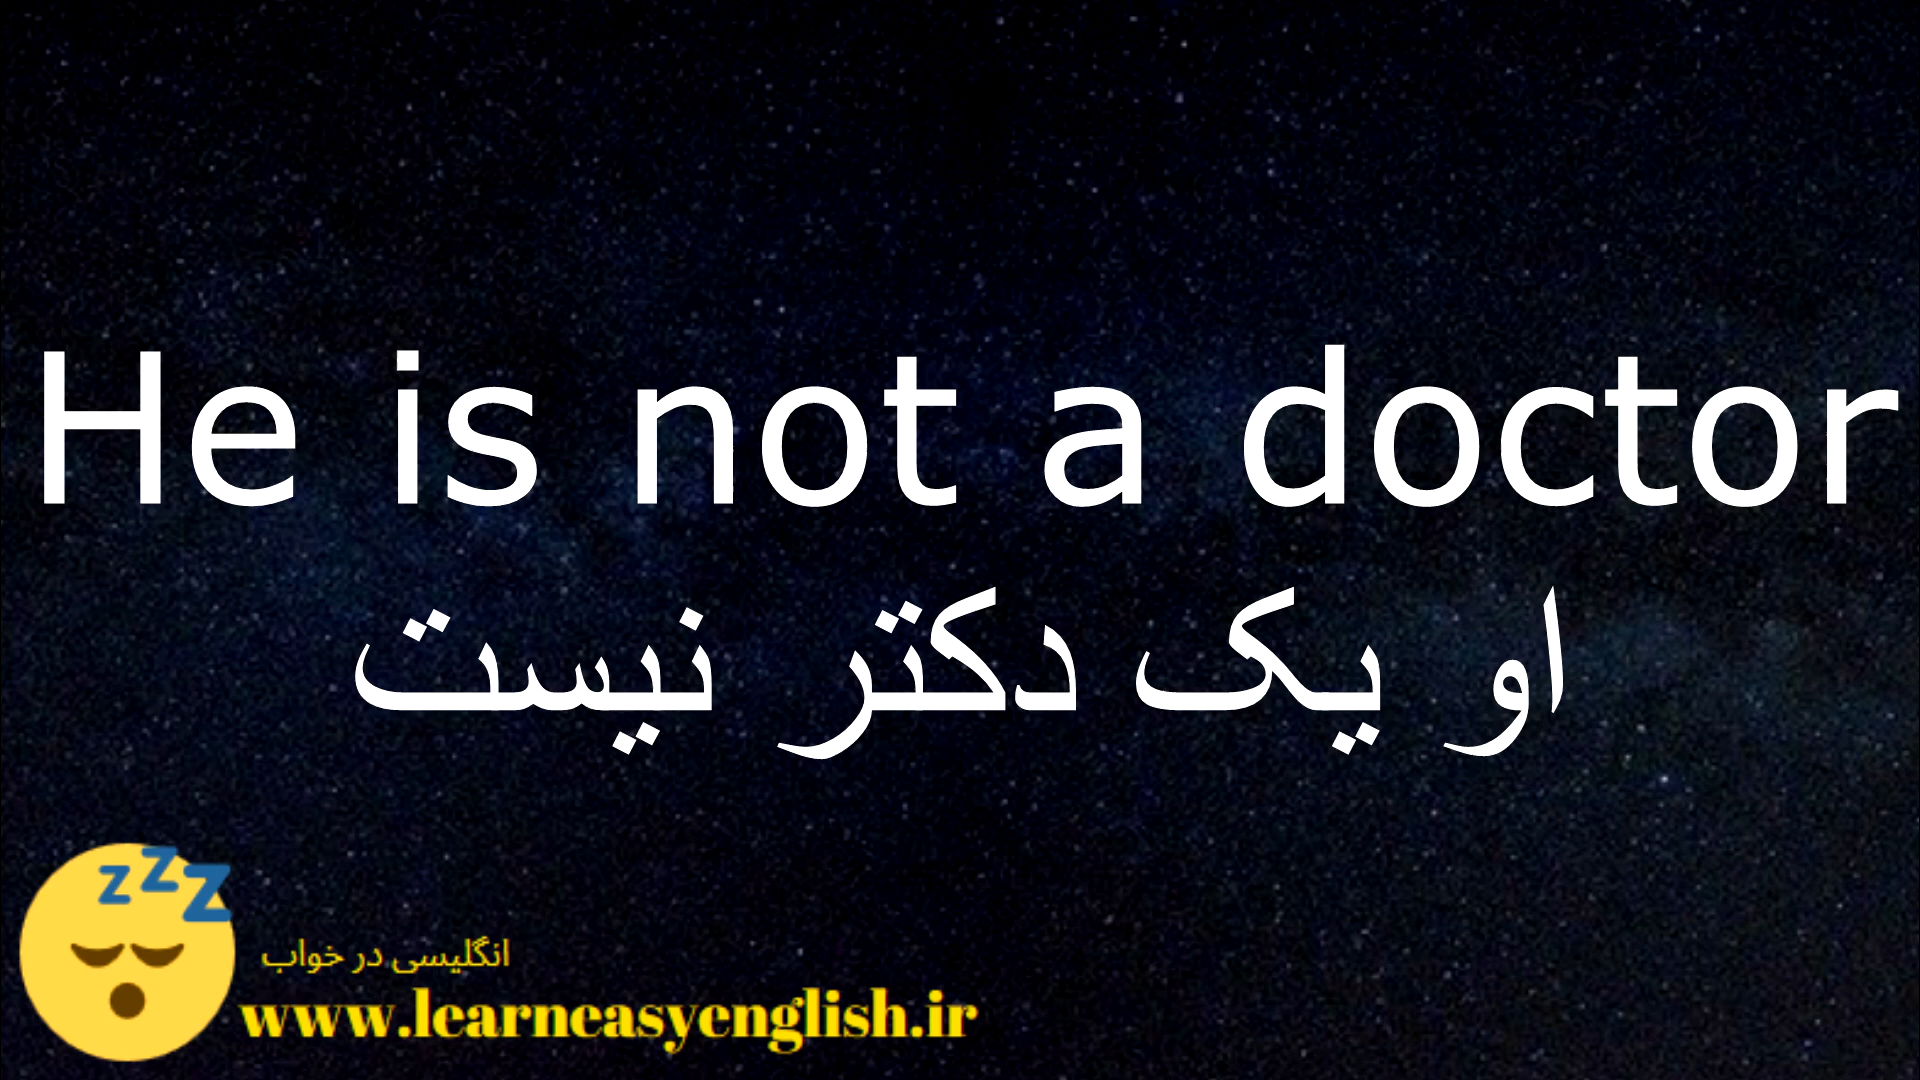 He is not a doctor
او یک دکتر نیست
انگلیسی در خواب
www.learneasyenglish.ir